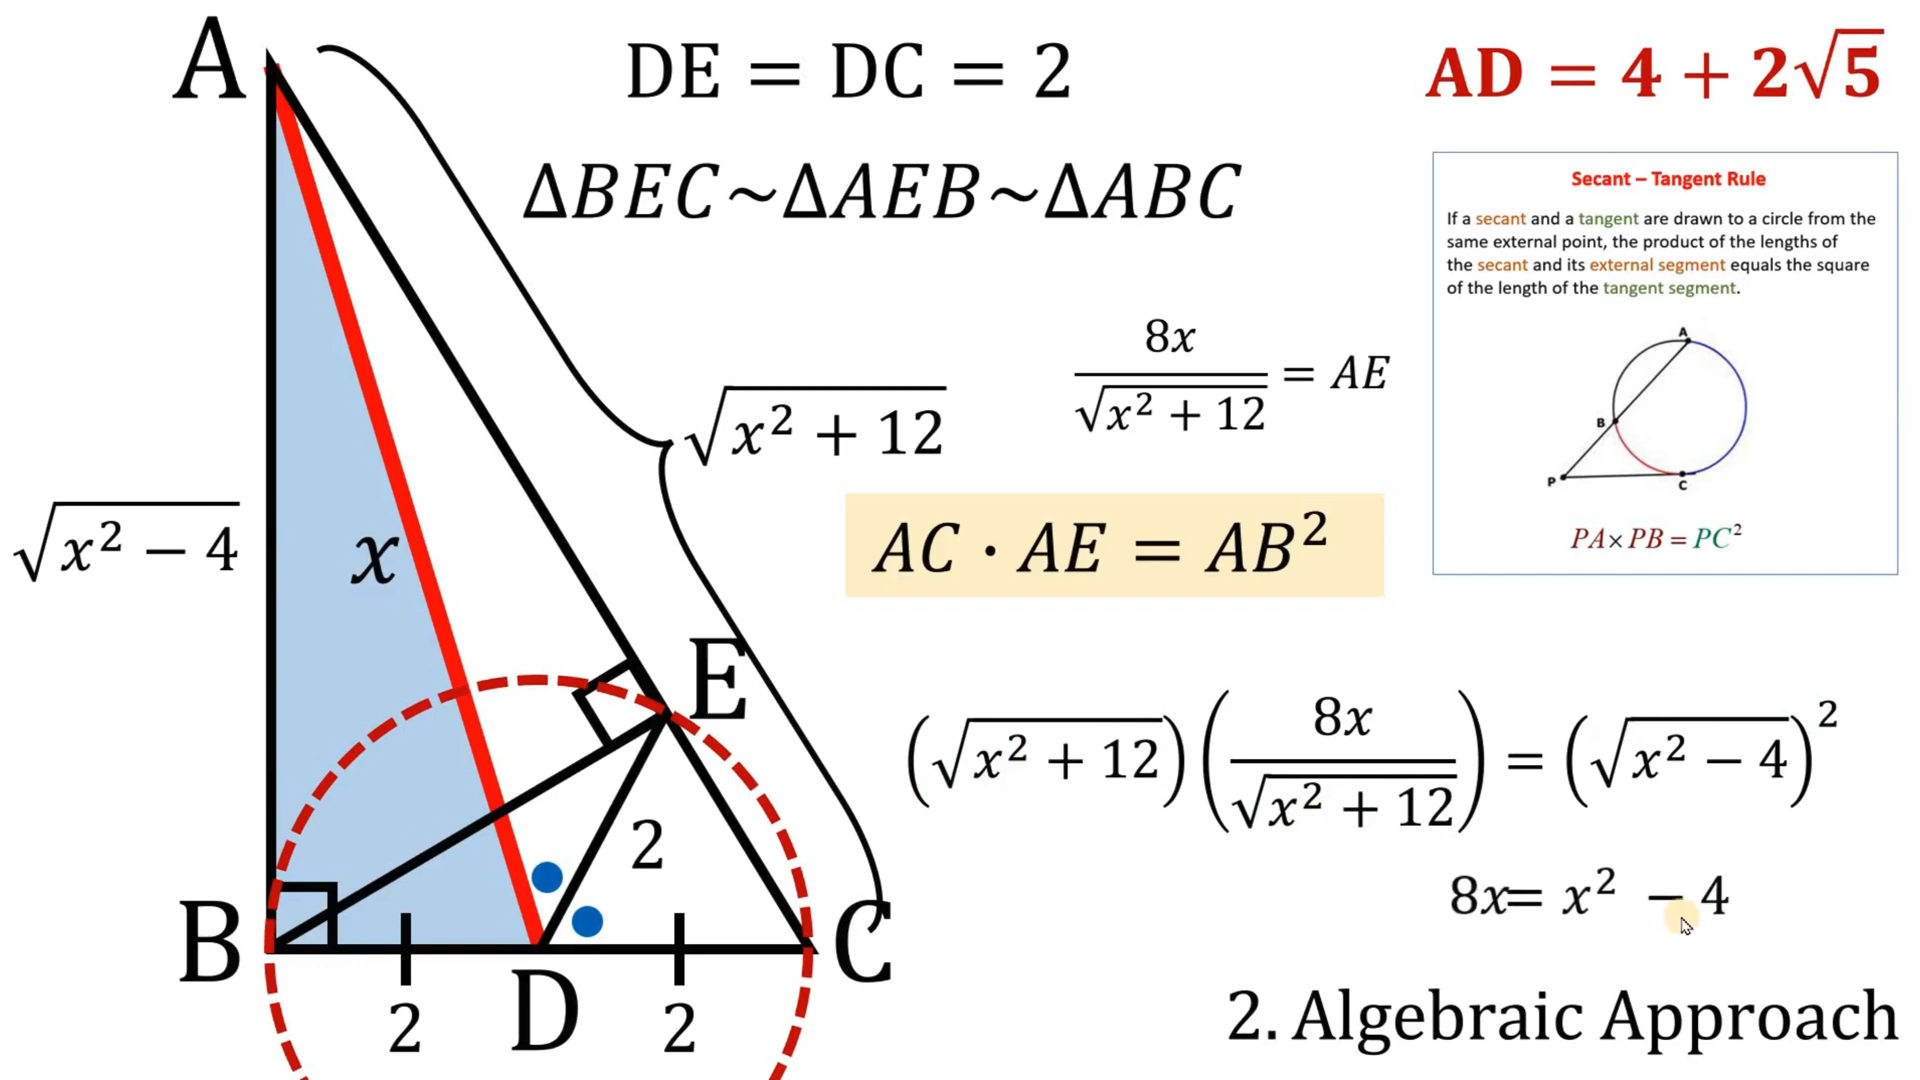 A
DE = DC = 2
AD = 4 + 2√5
ΔBEC~ΔAEB~ΔABC
Secant – Tangent Rule
If a secant and a tangent are drawn to a circle from the
same external point, the product of the lengths of
the secant and its external segment equals the square
of the length of the tangent segment.
A
B
P
C
PA×PB = PC²
8x/√(x² + 12) = AE
√(x² + 12)
√(x² − 4)
x
AC · AE = AB²
E
(√(x² + 12))(8x/√(x² + 12)) = (√(x² − 4))²
2
8x= x² − 4
B
C
D
2
2
2. Algebraic Approach